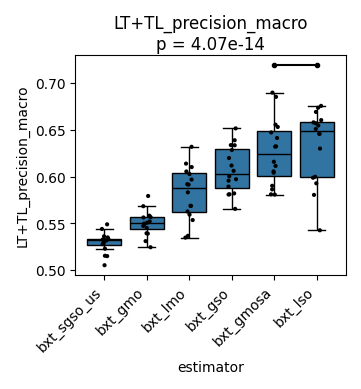 LT+TL_precision_macro
p = 4.07e-14
LT+TL_precision_macro
0.70
0.65
0.60
0.55
0.50
bxt_sgso_us
bxt_gmo
bxt_lmo
bxt_gso
bxt_gmosa
bxt_lso
estimator